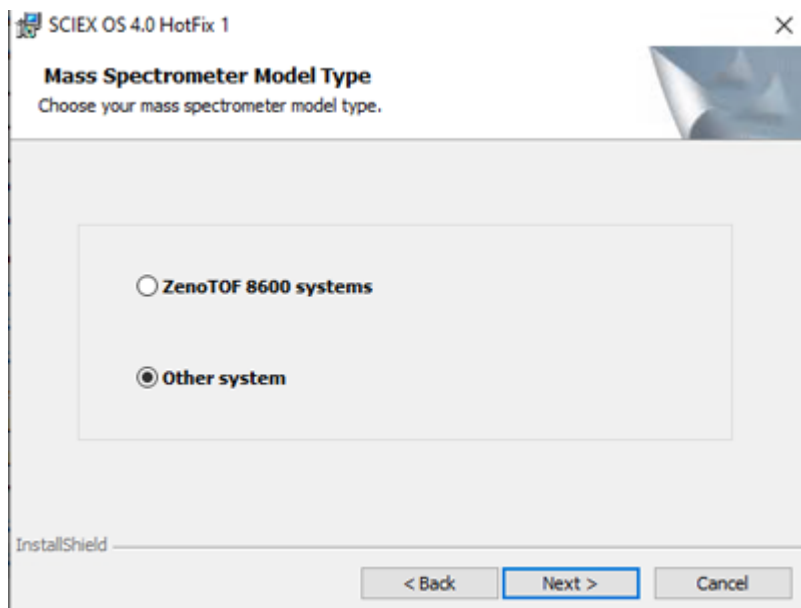 SCIEX OS 4.0 HotFix 1
Mass Spectrometer Model Type
Choose your mass spectrometer model type.
ZenoTOF 8600 systems
Other system
InstallShield
< Back
Next >
Cancel